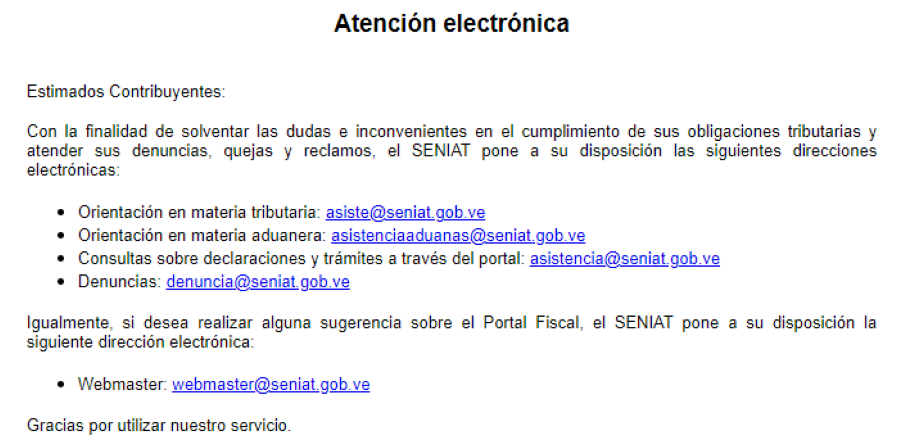 Atención electrónica
Estimados Contribuyentes:
Con la finalidad de solventar las dudas e inconvenientes en el cumplimiento de sus obligaciones tributarias y
atender sus denuncias, quejas y reclamos, el SENIAT pone a su disposición las siguientes direcciones
electrónicas:
• Orientación en materia tributaria: asiste@seniat.gob.ve
• Orientación en materia aduanera: asistenciaaduanas@seniat.gob.ve
• Consultas sobre declaraciones y trámites a través del portal: asistencia@seniat.gob.ve
• Denuncias: denuncia@seniat.gob.ve
Igualmente, si desea realizar alguna sugerencia sobre el Portal Fiscal, el SENIAT pone a su disposición la
siguiente dirección electrónica:
• Webmaster: webmaster@seniat.gob.ve
Gracias por utilizar nuestro servicio.